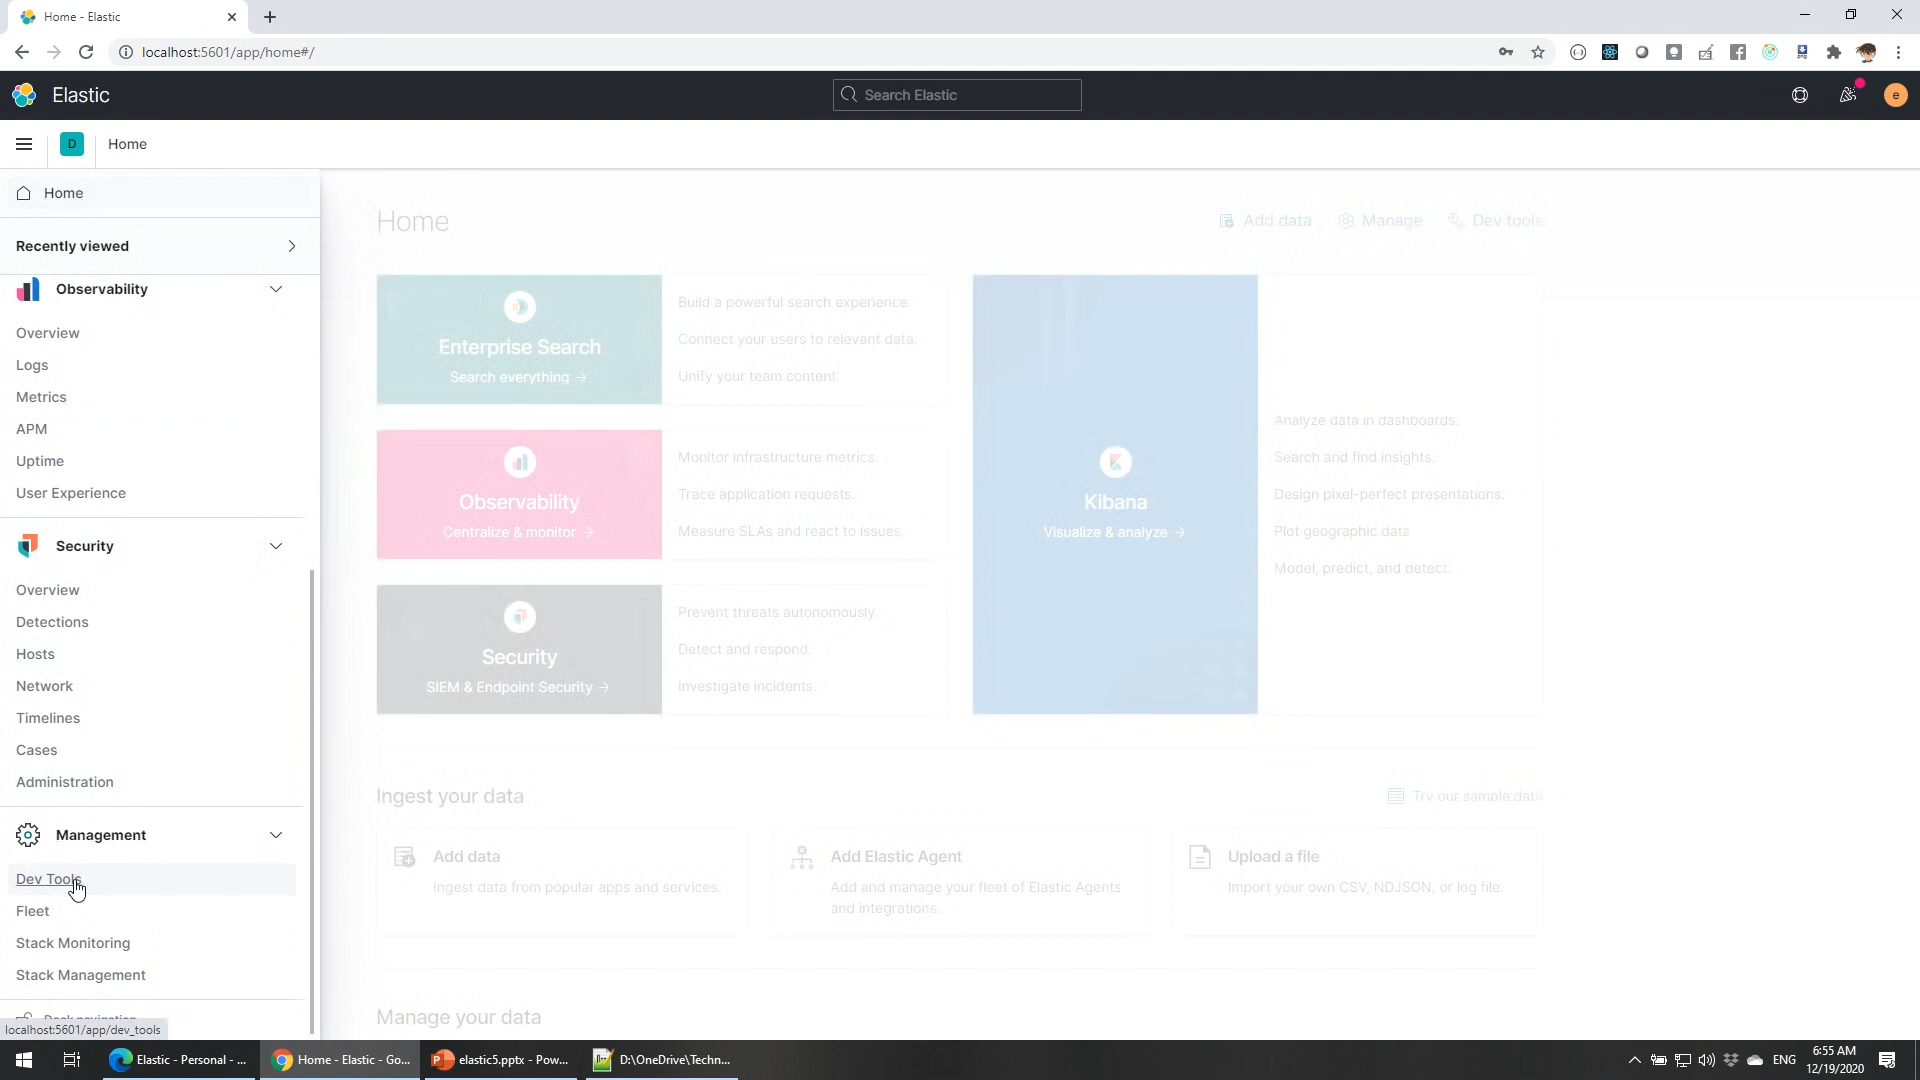 Home - Elastic
localhost:5601/app/home#/
Elastic
Search Elastic
e
D
Home
Home
Recently viewed
Observability
Overview
Logs
Metrics
APM
Uptime
User Experience
Security
Overview
Detections
Hosts
Network
Timelines
Cases
Administration
Management
Dev Tools
Fleet
Stack Monitoring
Stack Management
Dock navigation
localhost:5601/app/dev_tools
Home
Add data
Manage
Dev tools
Enterprise Search
Search everything →
Build a powerful search experience.
Connect your users to relevant data.
Unify your team content.
Observability
Centralize & monitor →
Monitor infrastructure metrics.
Trace application requests.
Measure SLAs and react to issues.
Security
SIEM & Endpoint Security →
Prevent threats autonomously.
Detect and respond.
Investigate incidents.
Kibana
Visualize & analyze →
Analyze data in dashboards.
Search and find insights.
Design pixel-perfect presentations.
Plot geographic data.
Model, predict, and detect.
Ingest your data
Try our sample data
Add data
Ingest data from popular apps and services.
Add Elastic Agent
Add and manage your fleet of Elastic Agents
and integrations.
Upload a file
Import your own CSV, NDJSON, or log file.
Manage your data
Elastic - Personal - ...
Home - Elastic - Go...
elastic5.pptx - Pow...
D:\OneDrive\Techn...
ENG
6:55 AM
12/19/2020